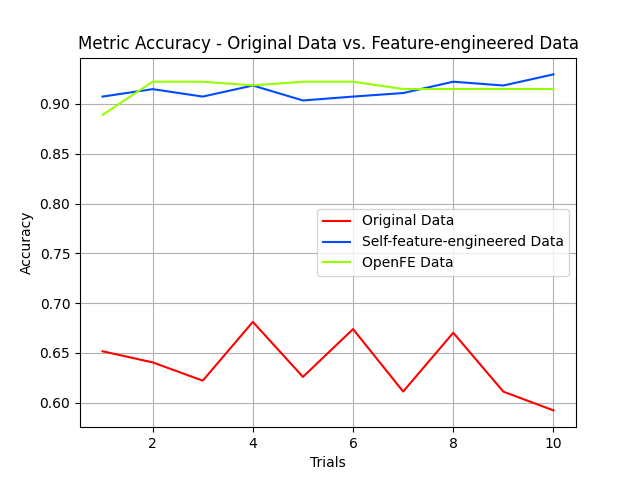 Metric Accuracy - Original Data vs. Feature-engineered Data
0.90
0.85
0.80
0.75
0.70
0.65
0.60
Accuracy
Original Data
Self-feature-engineered Data
OpenFE Data
2 4 6 8 10
Trials